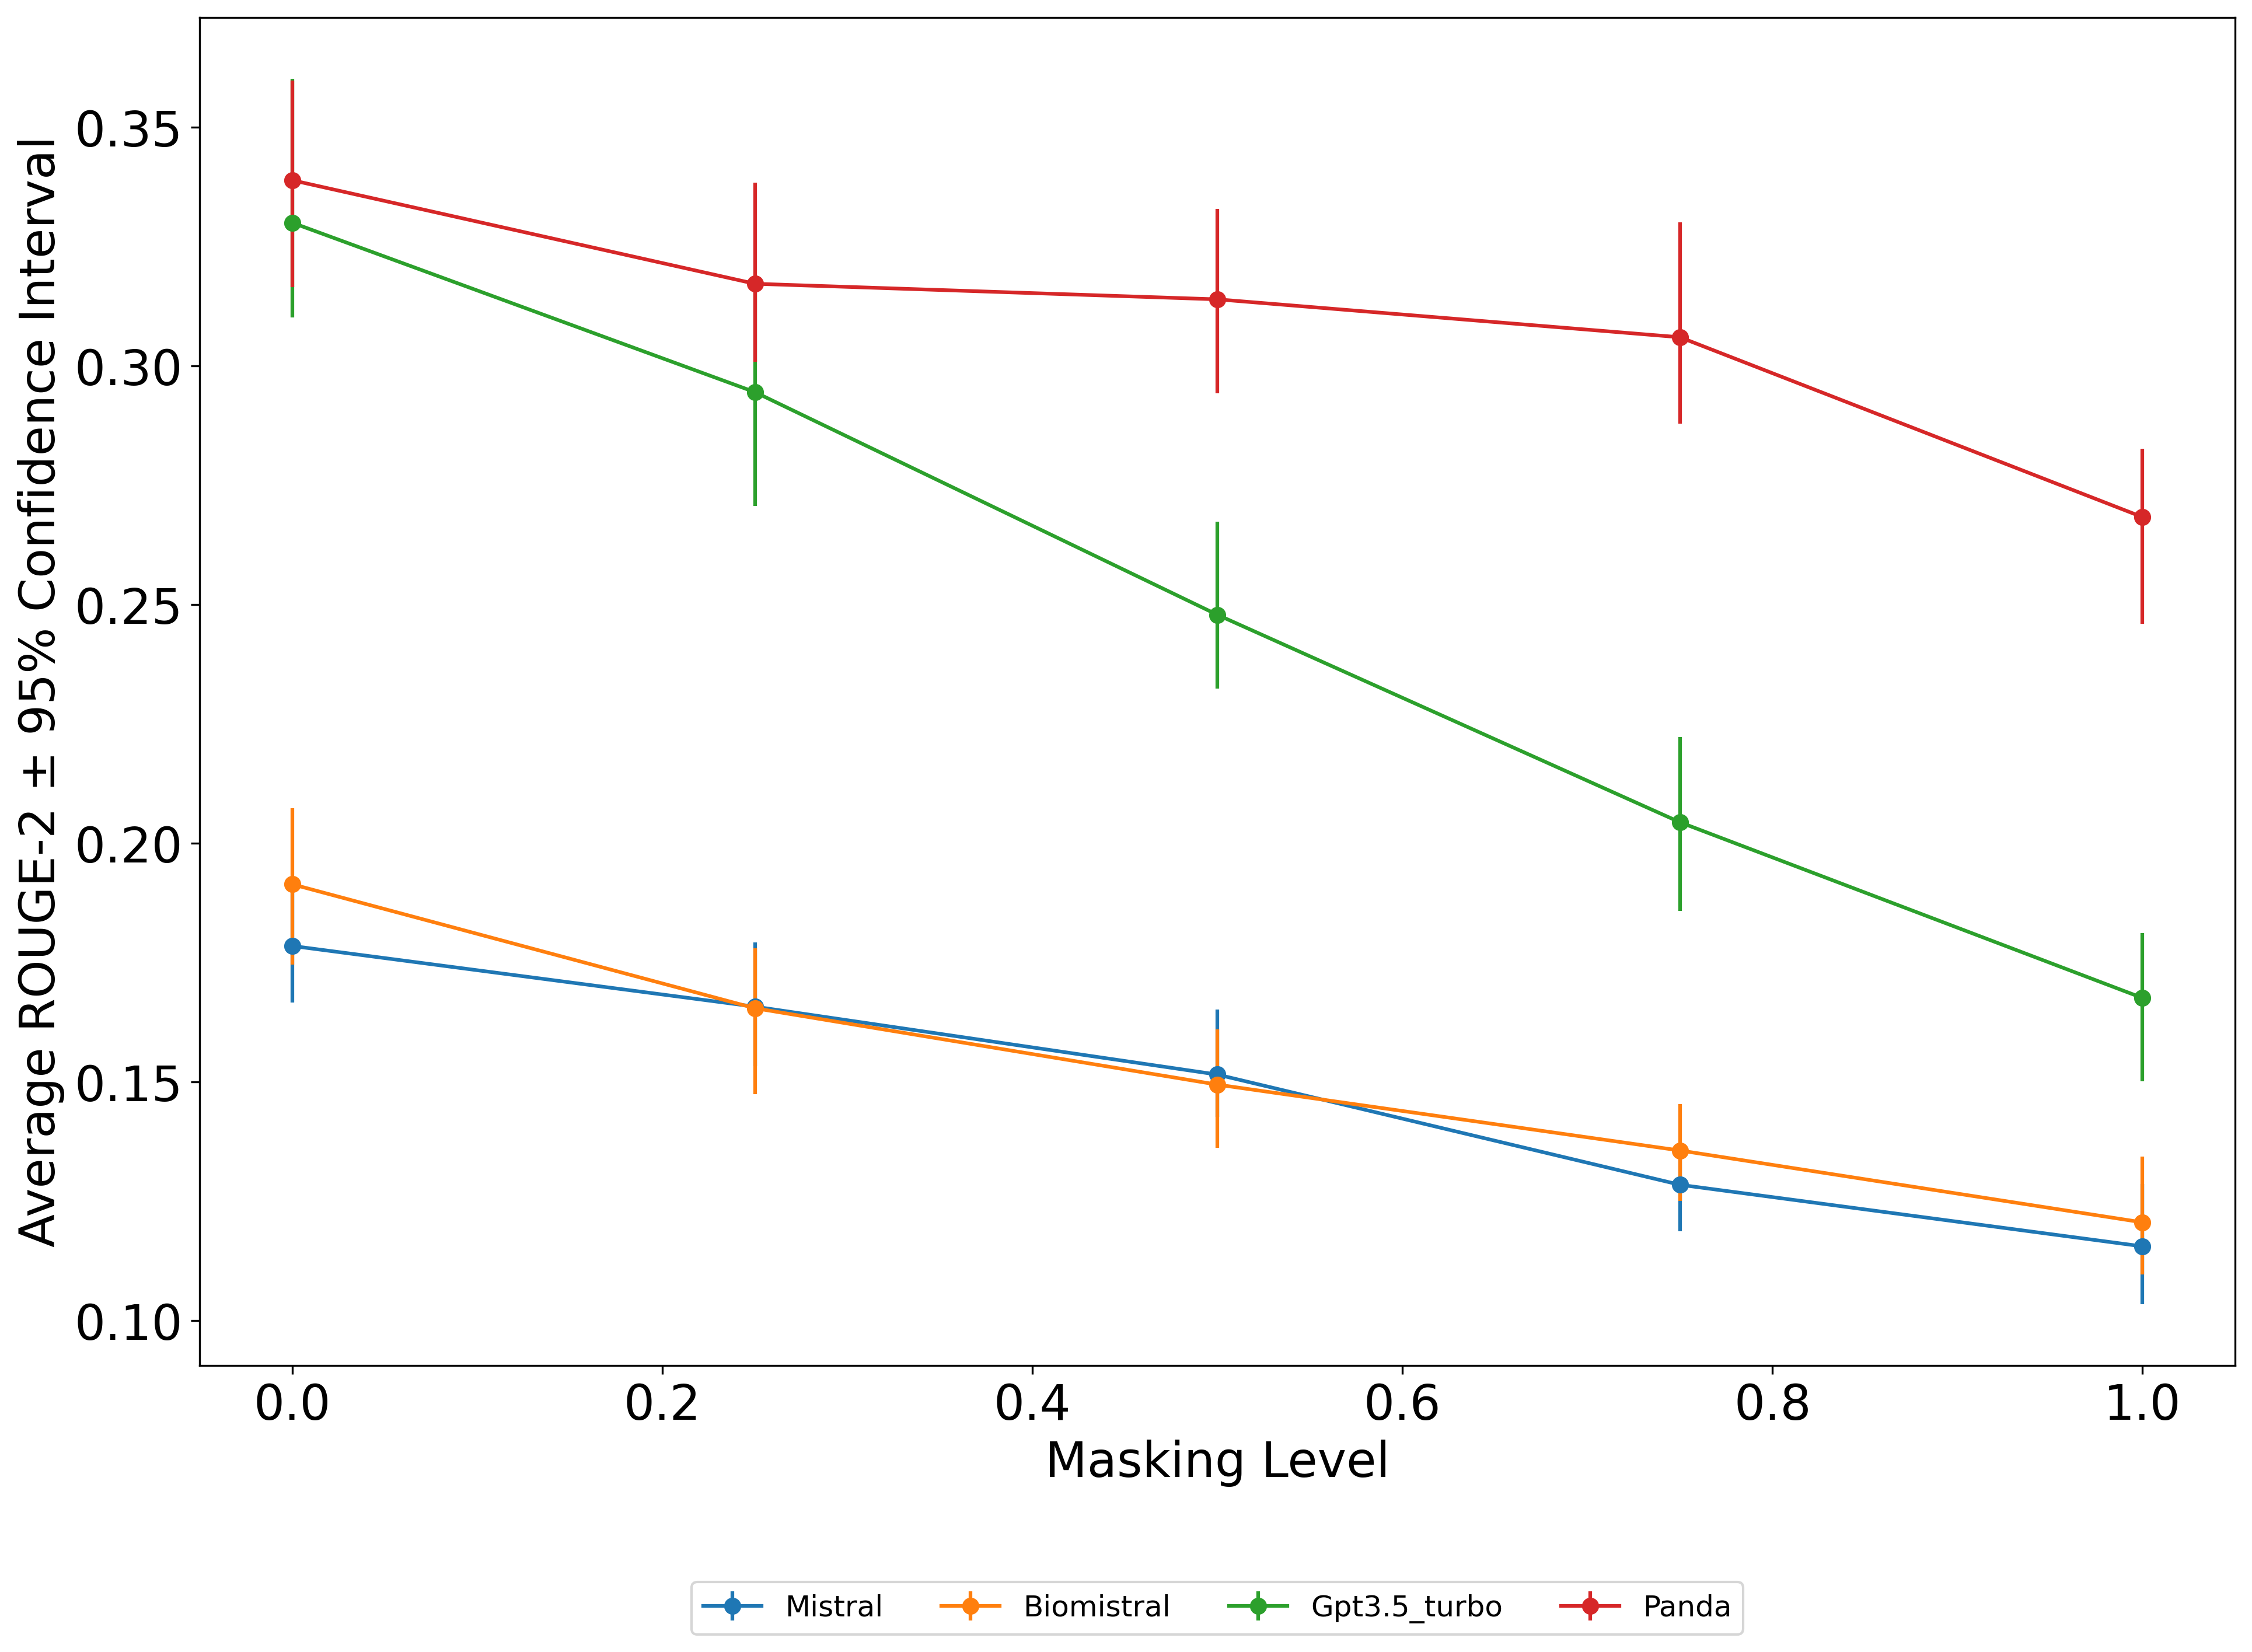 Average ROUGE-2 ± 95% Confidence Interval
0.35
0.30
0.25
0.20
0.15
0.10
0.0 0.2 0.4 0.6 0.8 1.0
Masking Level
Mistral Biomistral Gpt3.5_turbo Panda